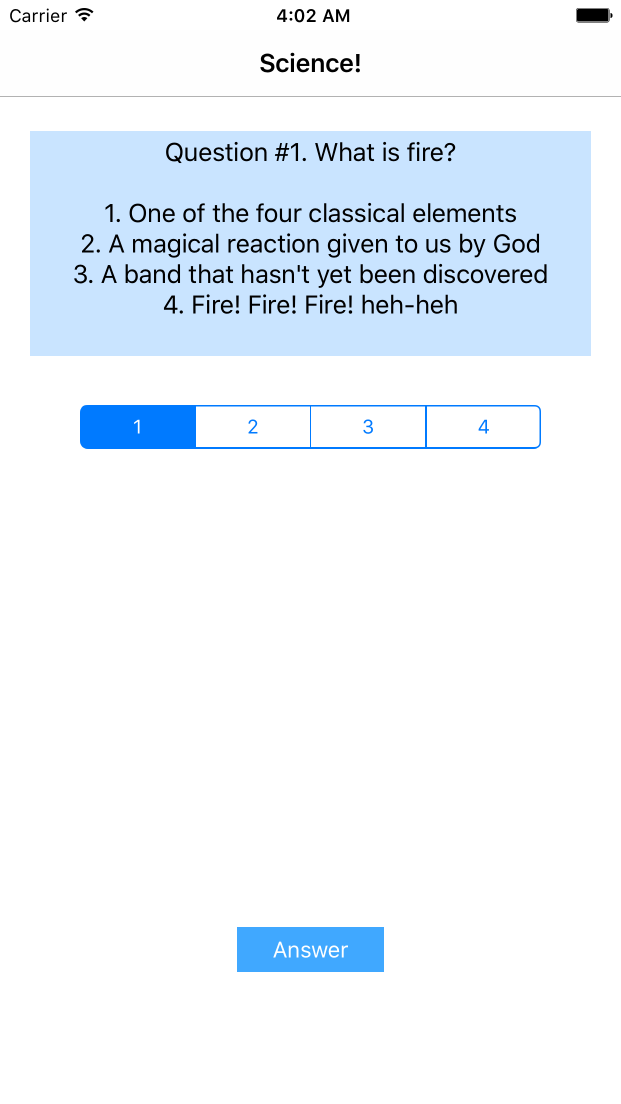 Carrier 4:02 AM
Science!
Question #1. What is fire?
1. One of the four classical elements
2. A magical reaction given to us by God
3. A band that hasn't yet been discovered
4. Fire! Fire! Fire! heh-heh
1 2 3 4
Answer